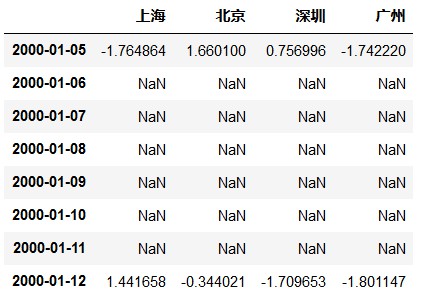 上海 北京 深圳 广州
2000-01-05 -1.764864 1.660100 0.756996 -1.742220
2000-01-06 NaN NaN NaN NaN
2000-01-07 NaN NaN NaN NaN
2000-01-08 NaN NaN NaN NaN
2000-01-09 NaN NaN NaN NaN
2000-01-10 NaN NaN NaN NaN
2000-01-11 NaN NaN NaN NaN
2000-01-12 1.441658 -0.344021 -1.709653 -1.801147